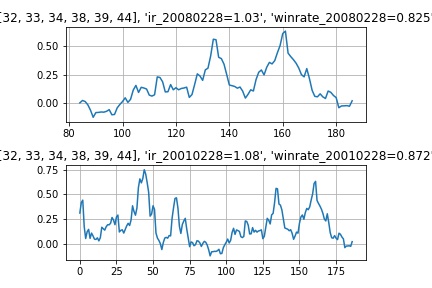 [32, 33, 34, 38, 39, 44], 'ir_20080228=1.03', 'winrate_20080228=0.825'
0.50
0.25
0.00
80 100 120 140 160 180
[32, 33, 34, 38, 39, 44], 'ir_20010228=1.08', 'winrate_20010228=0.872'
0.75
0.50
0.25
0.00
0 25 50 75 100 125 150 175